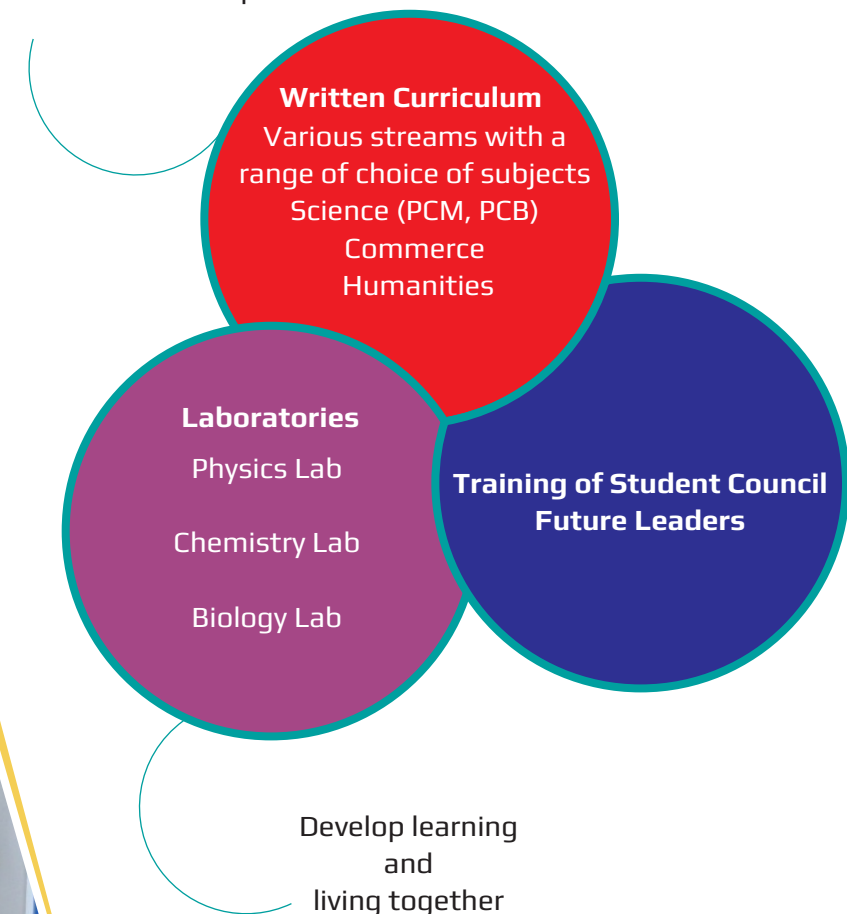 Written Curriculum
Various streams with a
range of choice of subjects
Science (PCM, PCB)
Commerce
Humanities
Laboratories
Physics Lab
Chemistry Lab
Biology Lab
Training of Student Council
Future Leaders
Develop learning
and
living together